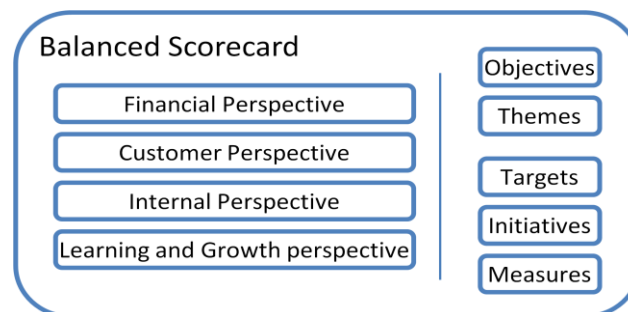 Balanced Scorecard
Financial Perspective
Customer Perspective
Internal Perspective
Learning and Growth perspective
Objectives
Themes
Targets
Initiatives
Measures